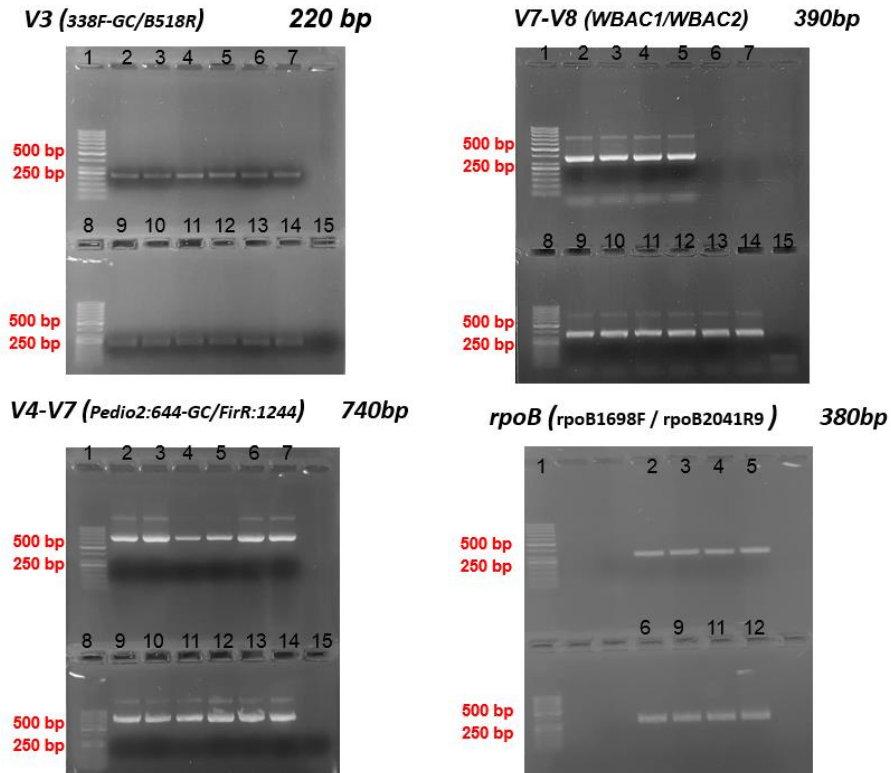 V3 (338F-GC/B518R) 220 bp
1 2 3 4 5 6 7
500 bp
250 bp
8 9 10 11 12 13 14 15
500 bp
250 bp
V7-V8 (WBAC1/WBAC2) 390bp
1 2 3 4 5 6 7
500 bp
250 bp
8 9 10 11 12 13 14 15
500 bp
250 bp
V4-V7 (Pedio2:644-GC/FirR:1244) 740bp
1 2 3 4 5 6 7
500 bp
250 bp
8 9 10 11 12 13 14 15
500 bp
250 bp
rpoB (rpoB1698F / rpoB2041R9 ) 380bp
1 2 3 4 5
500 bp
250 bp
6 9 11 12
500 bp
250 bp